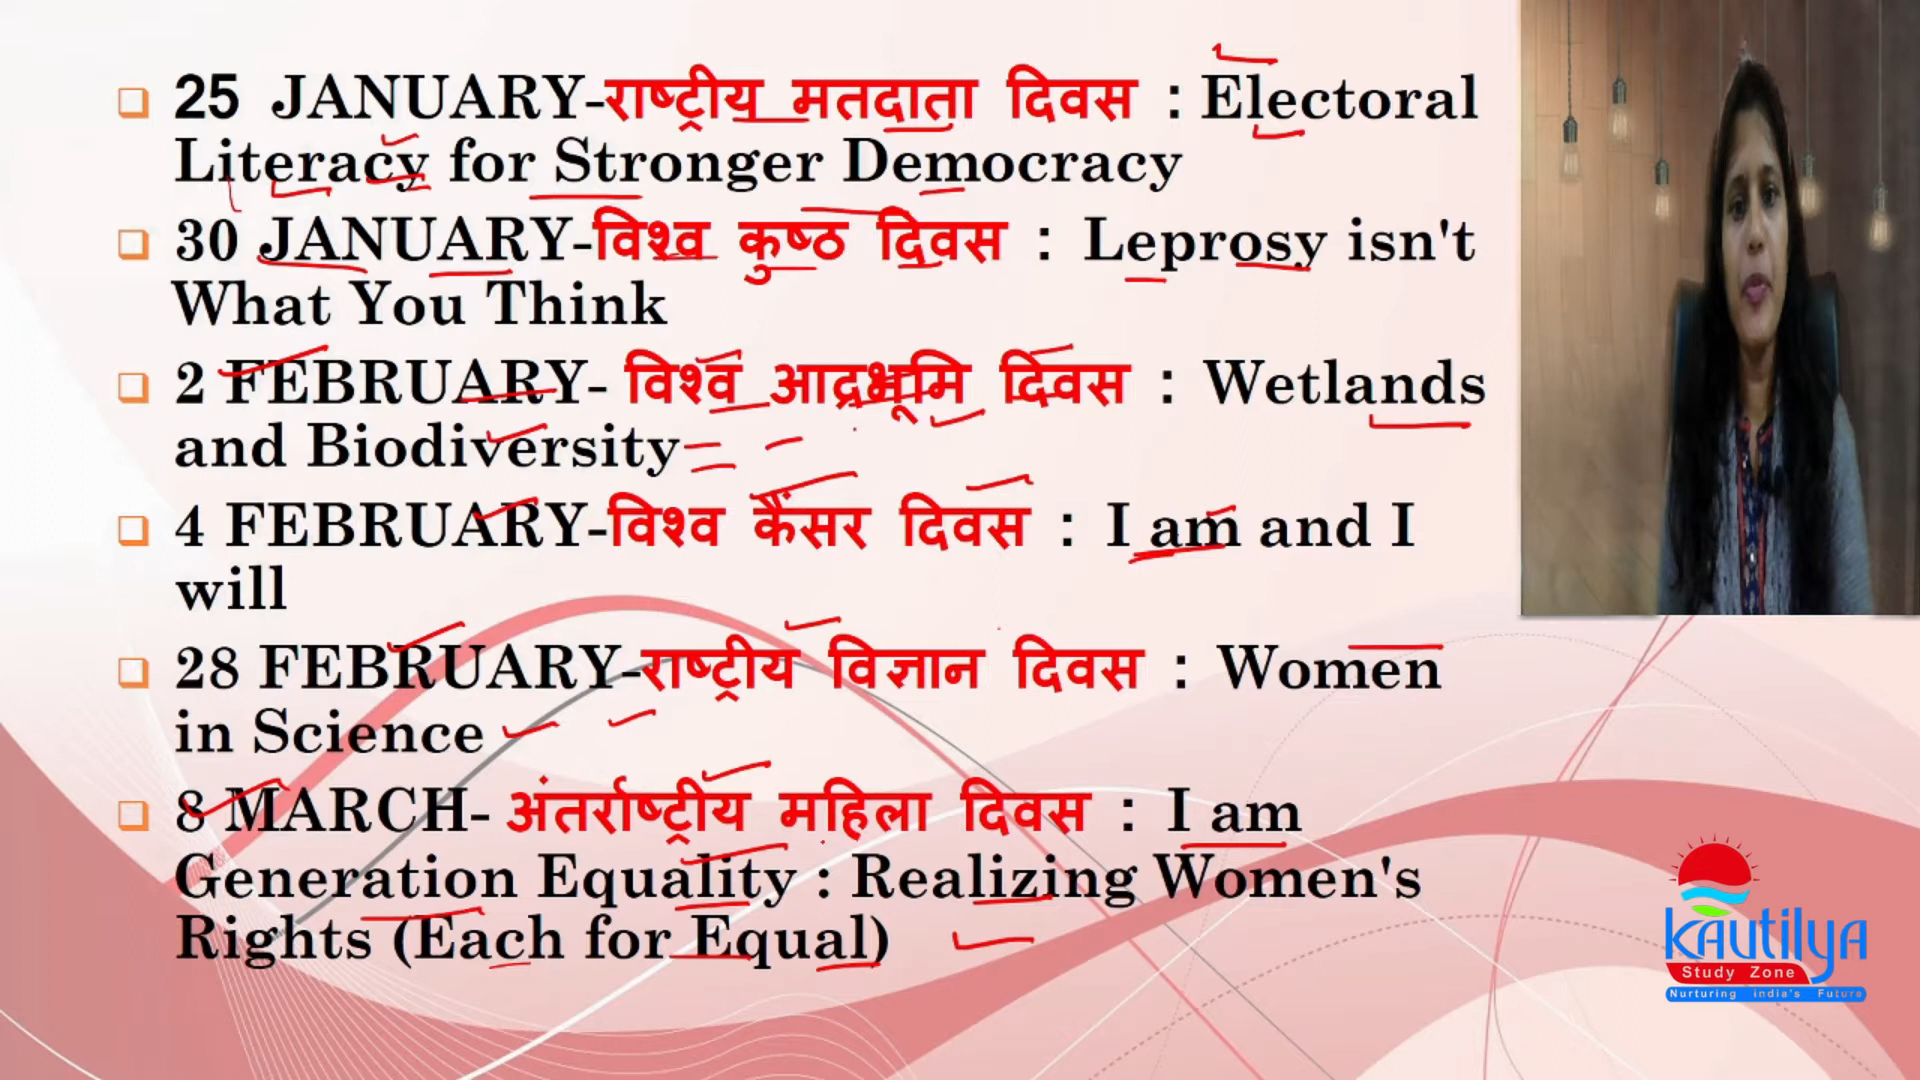 25 JANUARY-राष्ट्रीय मतदाता दिवस : Electoral
Literacy for Stronger Democracy
30 JANUARY-विश्व कुष्ठ दिवस : Leprosy isn't
What You Think
2 FEBRUARY- विश्व आद्रभूमि दिवस : Wetlands
and Biodiversity
4 FEBRUARY-विश्व कैंसर दिवस : I am and I
will
28 FEBRUARY-राष्ट्रीय विज्ञान दिवस : Women
in Science
8 MARCH- अंतर्राष्ट्रीय महिला दिवस : I am
Generation Equality : Realizing Women's
Rights (Each for Equal)
Kautilya
Study Zone
Nurturing india's Future